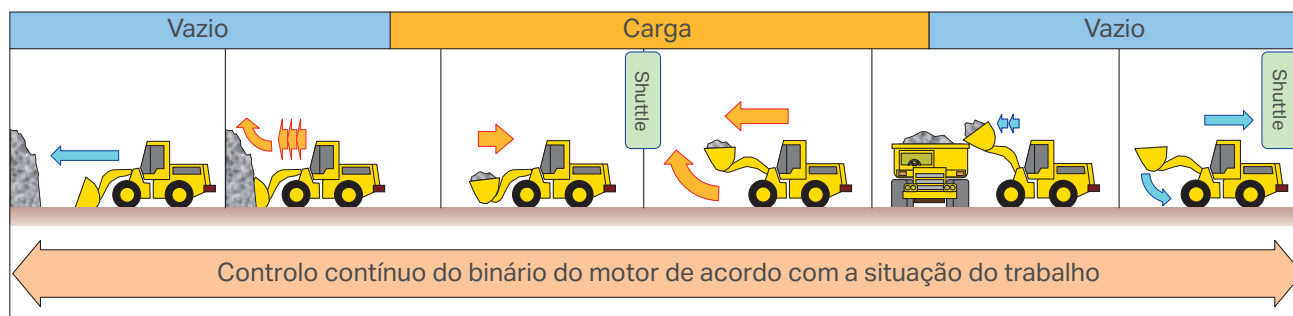 Vazio
Carga
Vazio
Shuttle
Shuttle
Controlo contínuo do binário do motor de acordo com a situação do trabalho